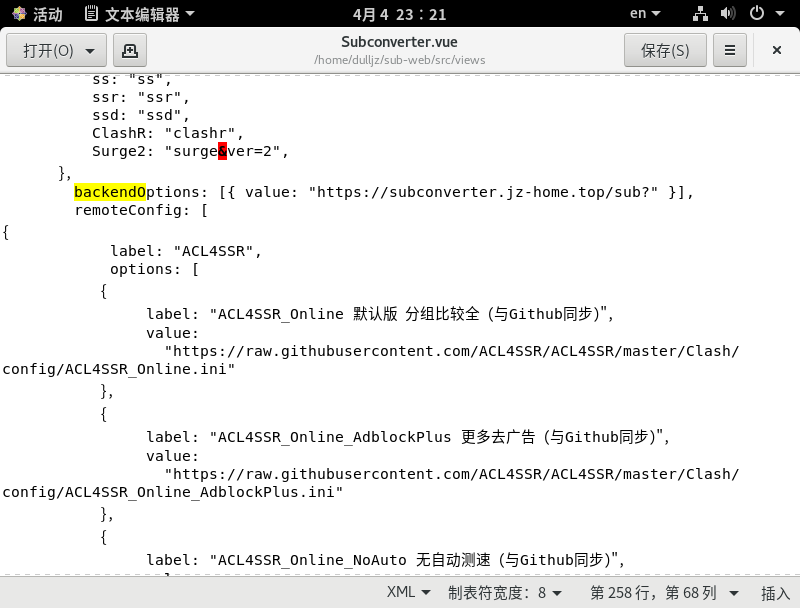 活动 文本编辑器 4月 4 23：21 en
打开(O) Subconverter.vue 保存(S)
/home/dulljz/sub-web/src/views
ss: "ss",
ssr: "ssr",
ssd: "ssd",
ClashR: "clashr",
Surge2: "surge&ver=2",
},
backendOptions: [{ value: "https://subconverter.jz-home.top/sub?" }],
remoteConfig: [
{
label: "ACL4SSR",
options: [
{
label: "ACL4SSR_Online 默认版 分组比较全 (与Github同步)",
value:
"https://raw.githubusercontent.com/ACL4SSR/ACL4SSR/master/Clash/
config/ACL4SSR_Online.ini"
},
{
label: "ACL4SSR_Online_AdblockPlus 更多去广告 (与Github同步)",
value:
"https://raw.githubusercontent.com/ACL4SSR/ACL4SSR/master/Clash/
config/ACL4SSR_Online_AdblockPlus.ini"
},
{
label: "ACL4SSR_Online_NoAuto 无自动测速 (与Github同步)",
XML 制表符宽度：8 第 258 行，第 68 列 插入